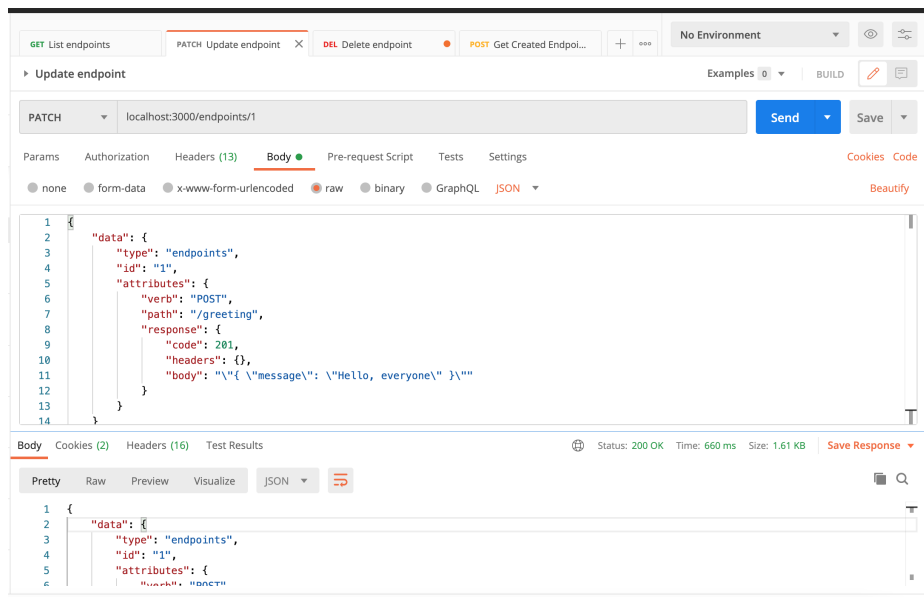 GET List endpoints PATCH Update endpoint DEL Delete endpoint POST Get Created Endpoi... No Environment
Update endpoint Examples 0 BUILD
PATCH localhost:3000/endpoints/1 Send Save
Params Authorization Headers (13) Body Pre-request Script Tests Settings Cookies Code
none form-data x-www-form-urlencoded raw binary GraphQL JSON Beautify
1 {
2 "data": {
3 "type": "endpoints",
4 "id": "1",
5 "attributes": {
6 "verb": "POST",
7 "path": "/greeting",
8 "response": {
9 "code": 201,
10 "headers": {},
11 "body": "\"{ \"message\": \"Hello, everyone\" }\""
12 }
13 }
14 }
Body Cookies (2) Headers (16) Test Results Status: 200 OK Time: 660 ms Size: 1.61 KB Save Response
Pretty Raw Preview Visualize JSON
1 {
2 "data": {
3 "type": "endpoints",
4 "id": "1",
5 "attributes": {
6 "verb": "POST"